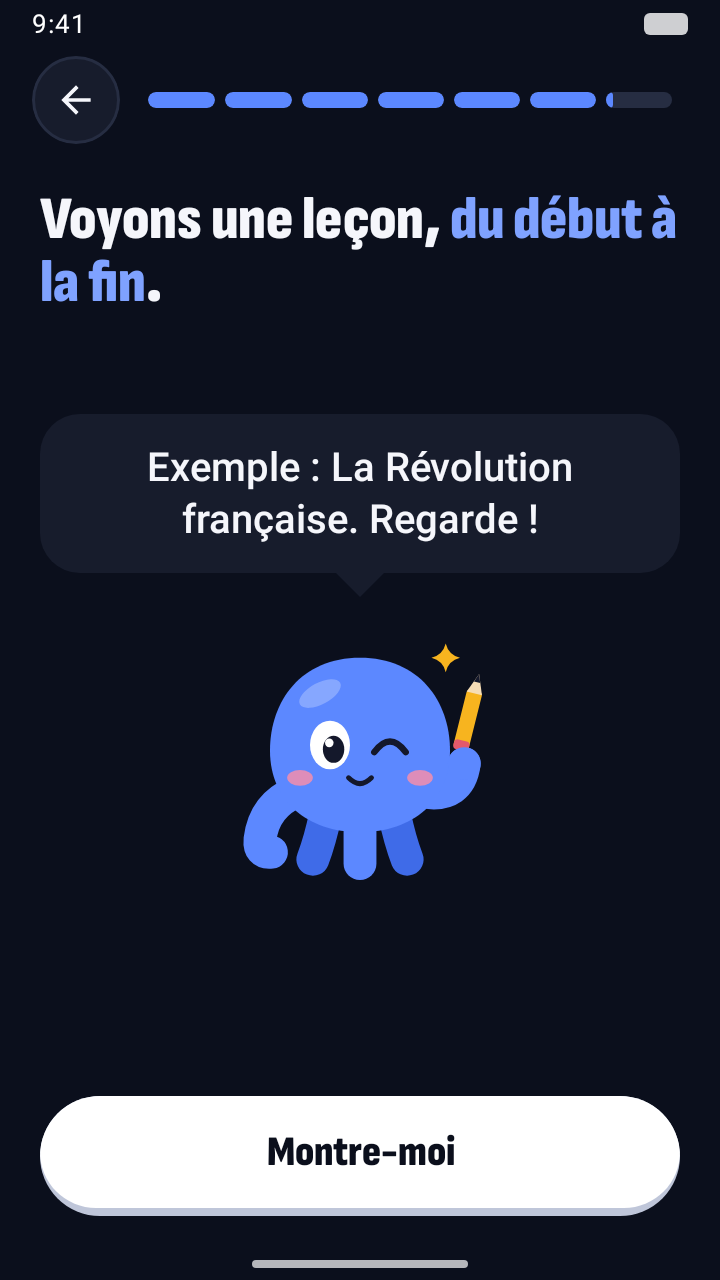 9:41
Voyons une leçon, du début à
la fin.
Exemple : La Révolution
française. Regarde !
Montre-moi